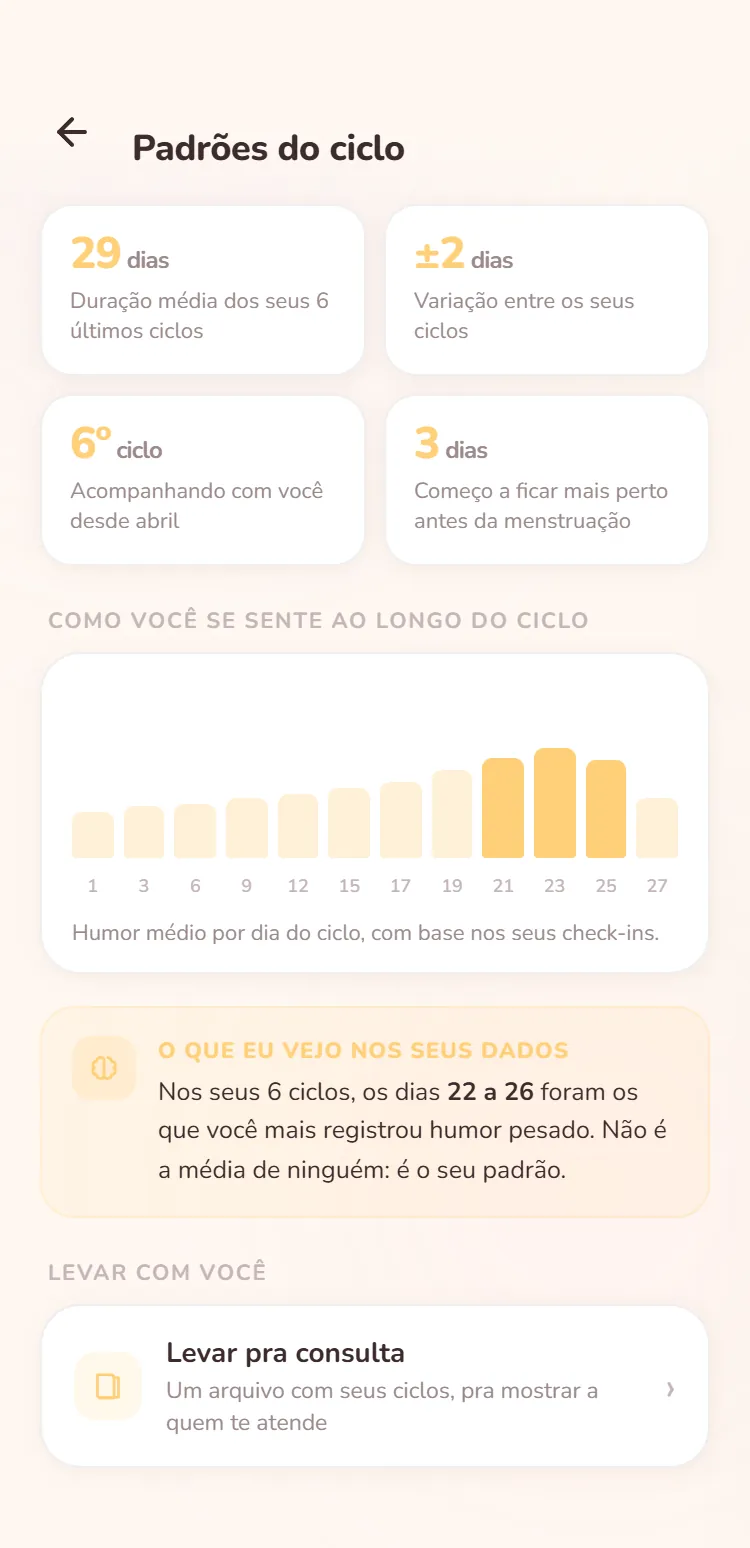 Padrões do ciclo
29 dias
Duração média dos seus 6
últimos ciclos
±2 dias
Variação entre os seus
ciclos
6º ciclo
Acompanhando com você
desde abril
3 dias
Começo a ficar mais perto
antes da menstruação
COMO VOCÊ SE SENTE AO LONGO DO CICLO
1 3 6 9 12 15 17 19 21 23 25 27
Humor médio por dia do ciclo, com base nos seus check-ins.
O QUE EU VEJO NOS SEUS DADOS
Nos seus 6 ciclos, os dias 22 a 26 foram os
que você mais registrou humor pesado. Não é
a média de ninguém: é o seu padrão.
LEVAR COM VOCÊ
Levar pra consulta
Um arquivo com seus ciclos, pra mostrar a
quem te atende